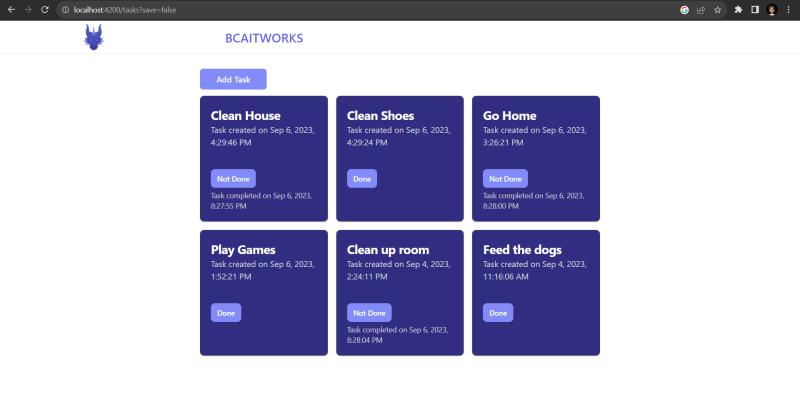 localhost:4200/tasks?save=false
BCAITWORKS
Add Task
Clean House
Task created on Sep 6, 2023,
4:29:46 PM
Not Done
Task completed on Sep 6, 2023,
8:27:55 PM
Clean Shoes
Task created on Sep 6, 2023,
4:29:24 PM
Done
Go Home
Task created on Sep 6, 2023,
3:26:21 PM
Not Done
Task completed on Sep 6, 2023,
8:28:00 PM
Play Games
Task created on Sep 6, 2023,
1:52:21 PM
Done
Clean up room
Task created on Sep 4, 2023,
2:24:11 PM
Not Done
Task completed on Sep 6, 2023,
8:28:04 PM
Feed the dogs
Task created on Sep 4, 2023,
11:16:06 AM
Done